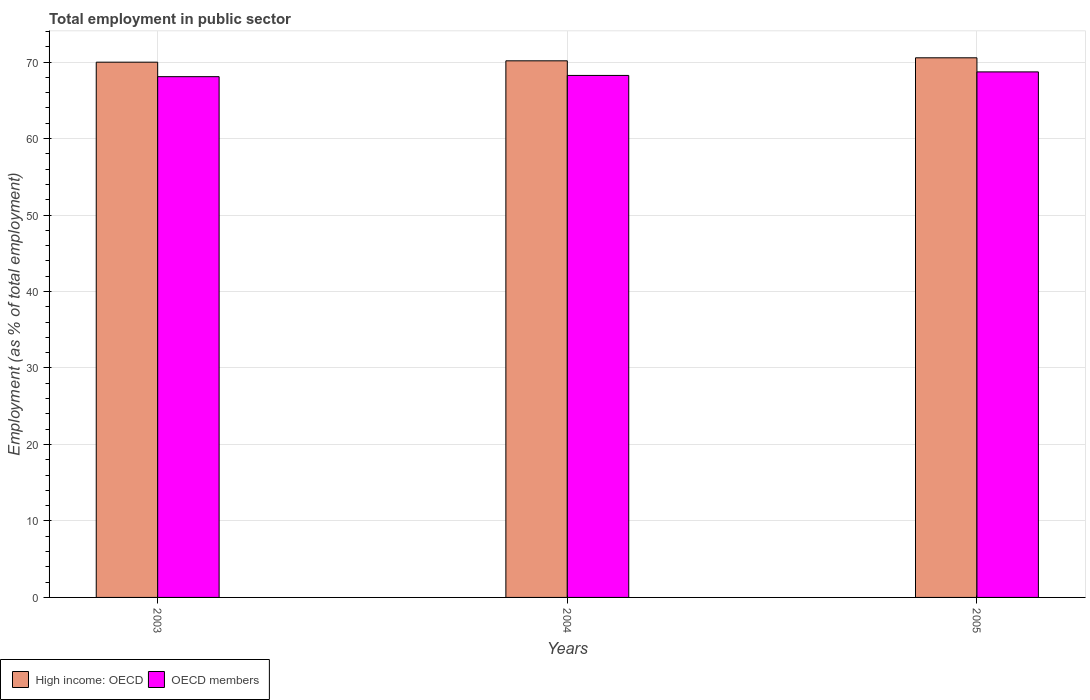 Total employment in public sector
Employment (as % of total employment)
70
60
50
40
30
20
10
0
2003
2004
2005
Years
High income: OECD
OECD members